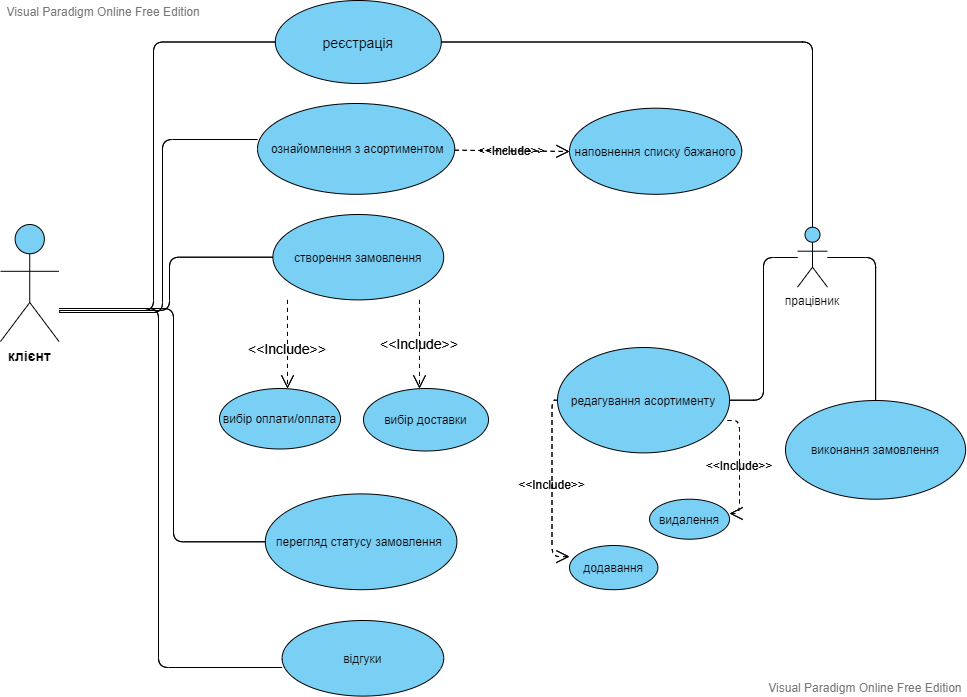 Visual Paradigm Online Free Edition
реєстрація
ознайомлення з асортиментом
<<Include>>
наповнення списку бажаного
створення замовлення
працівник
клієнт
<<Include>>
<<Include>>
вибір оплати/оплата
вибір доставки
редагування асортименту
виконання замовлення
<<Include>>
<<Include>>
видалення
перегляд статусу замовлення
додавання
відгуки
Visual Paradigm Online Free Edition